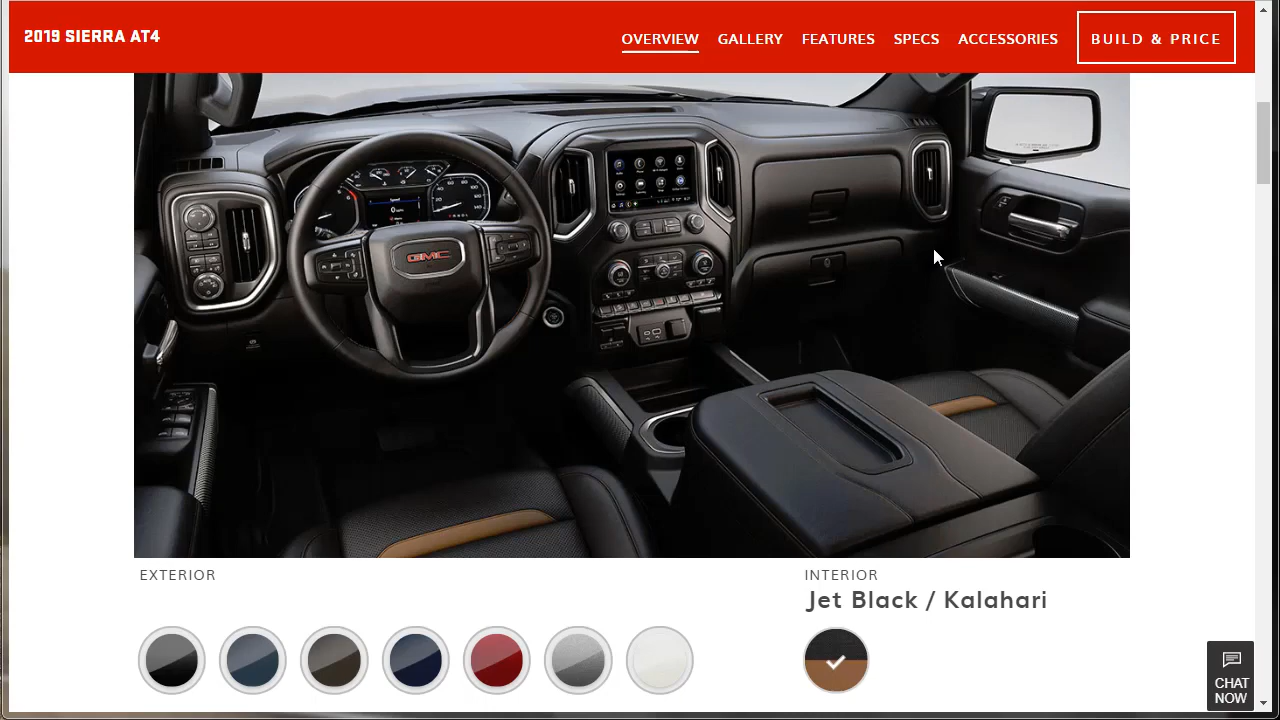 2019 SIERRA AT4
OVERVIEW
GALLERY
FEATURES
SPECS
ACCESSORIES
BUILD & PRICE
GMC
EXTERIOR
INTERIOR
Jet Black / Kalahari
CHAT
NOW